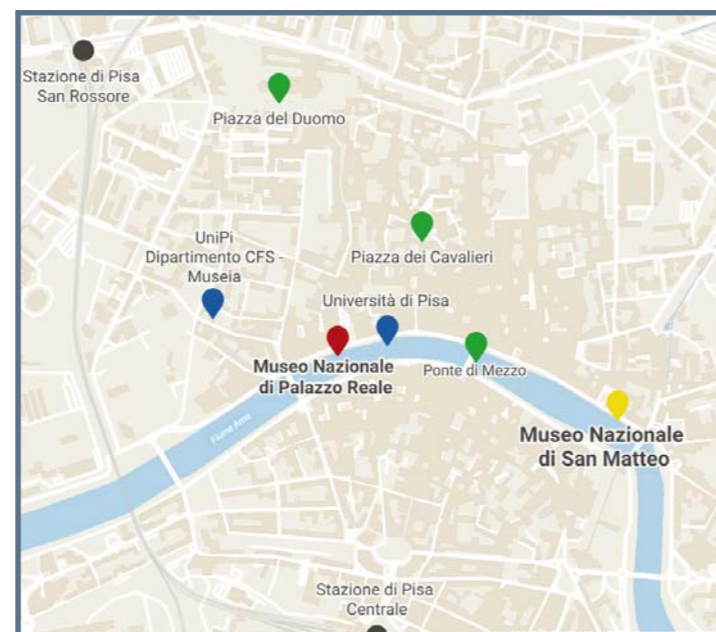 Stazione di Pisa
San Rossore
Piazza del Duomo
UniPi
Dipartimento CFS -
Museia
Piazza dei Cavalieri
Università di Pisa
Museo Nazionale
di Palazzo Reale
Ponte di Mezzo
Fiume Arno
Museo Nazionale
di San Matteo
Stazione di Pisa
Centrale